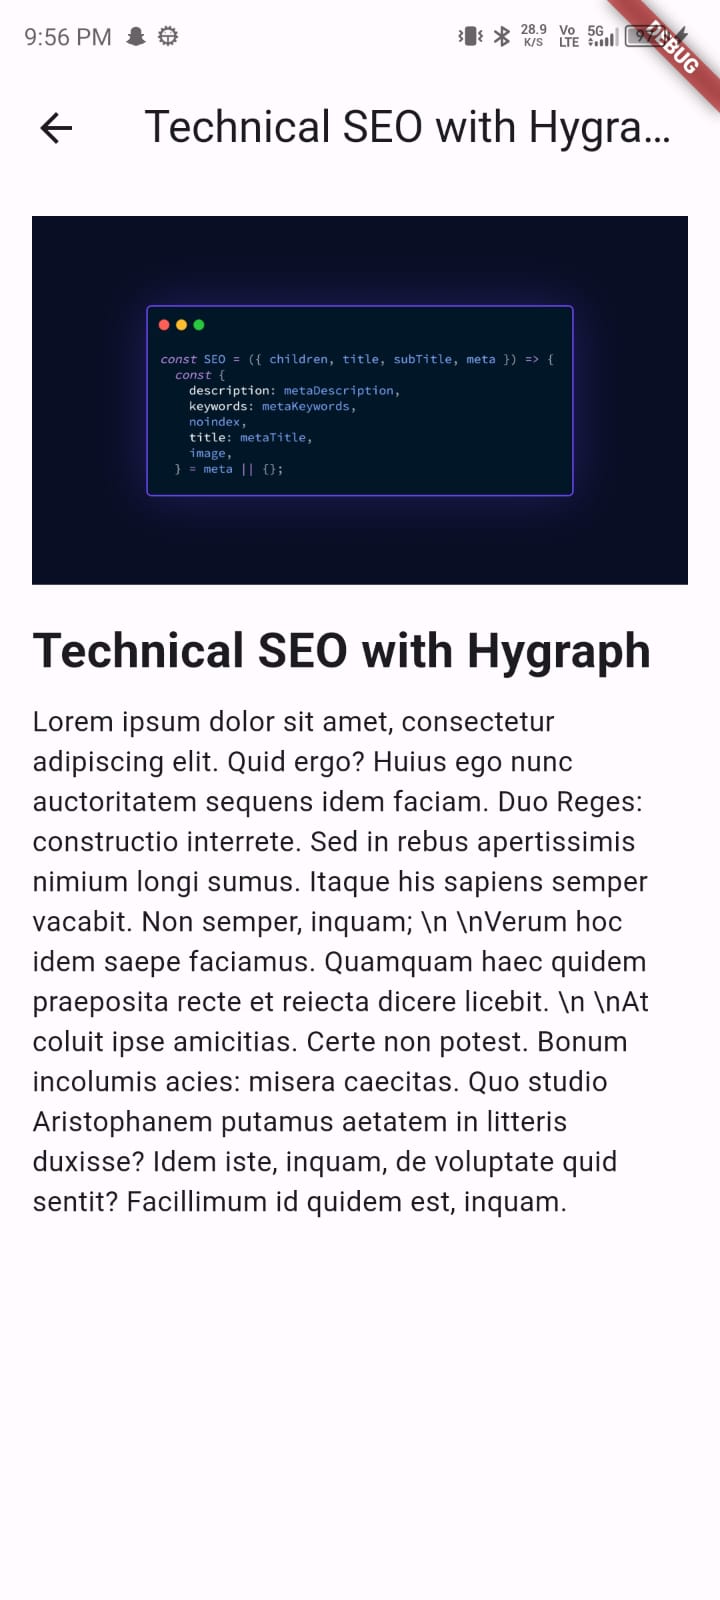 9:56 PM
28.9
K/S
Vo
LTE
5G
DEBUG
Technical SEO with Hygra...
const SEO = ({ children, title, subTitle, meta }) => {
const {
description: metaDescription,
keywords: metaKeywords,
noindex,
title: metaTitle,
image,
} = meta || {};
Technical SEO with Hygraph
Lorem ipsum dolor sit amet, consectetur
adipiscing elit. Quid ergo? Huius ego nunc
auctoritatem sequens idem faciam. Duo Reges:
constructio interrete. Sed in rebus apertissimis
nimium longi sumus. Itaque his sapiens semper
vacabit. Non semper, inquam; \n \nVerum hoc
idem saepe faciamus. Quamquam haec quidem
praeposita recte et reiecta dicere licebit. \n \nAt
coluit ipse amicitias. Certe non potest. Bonum
incolumis acies: misera caecitas. Quo studio
Aristophanem putamus aetatem in litteris
duxisse? Idem iste, inquam, de voluptate quid
sentit? Facillimum id quidem est, inquam.